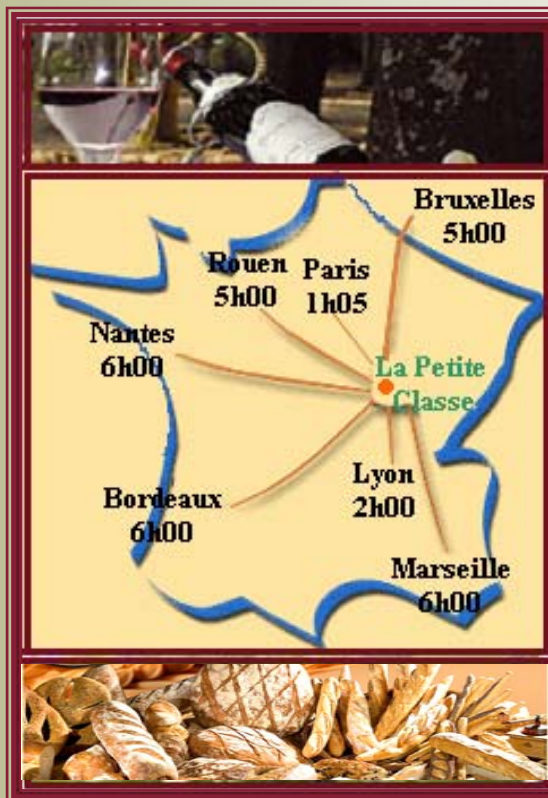 Bruxelles
5h00
Rouen
5h00
Paris
1h05
Nantes
6h00
La Petite
Classe
Lyon
2h00
Bordeaux
6h00
Marseille
6h00